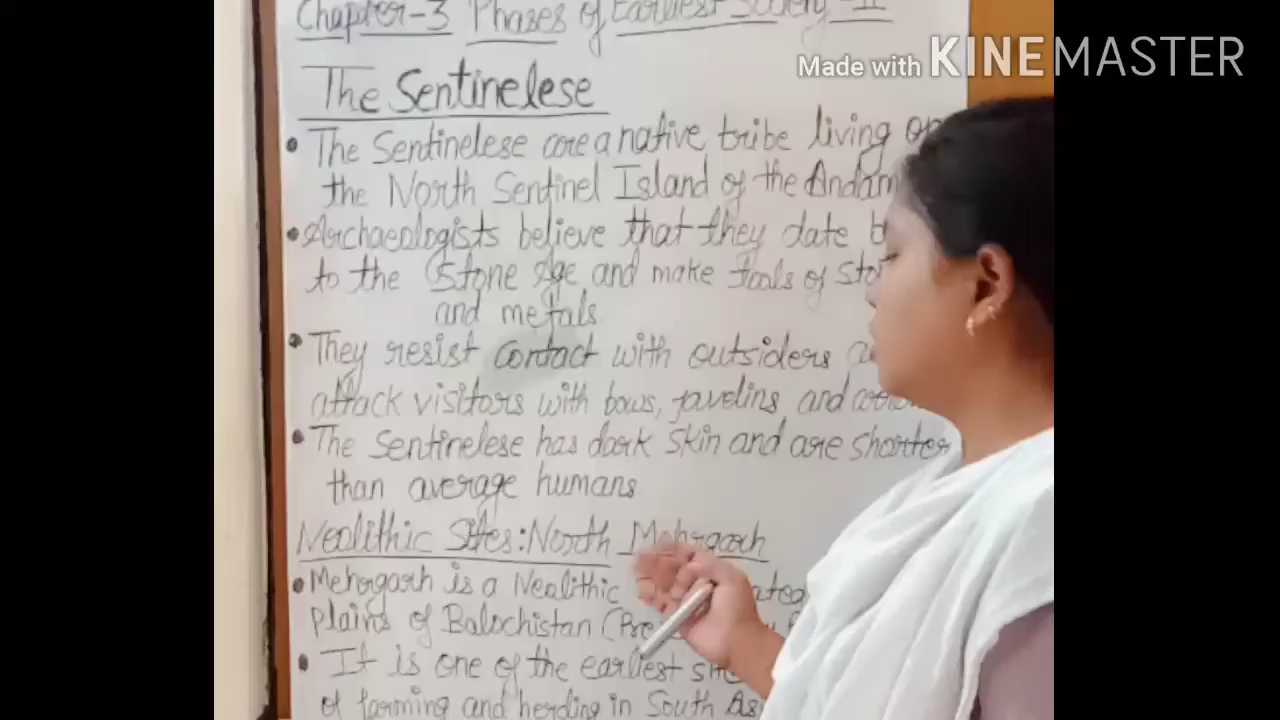 Chapter-3 Phases of Earliest Society -II
Made with KINEMASTER
The Sentinelese
• The Sentinelese are a native tribe living on
the North Sentinel Island of the Andam
• Archaeologists believe that they date b
to the Stone Age and make tools of Sto
and metals
• They resist contact with outsiders a
attack visitors with bows, javelins and
• The Sentinelese has dark skin and are shorter
than average humans
Neolithic Sites: North Mehrgarh
• Mehrgarh is a Neolithic ated
plains of Balochistan (Pre
• It is one of the earliest site
of farming and herding in South As